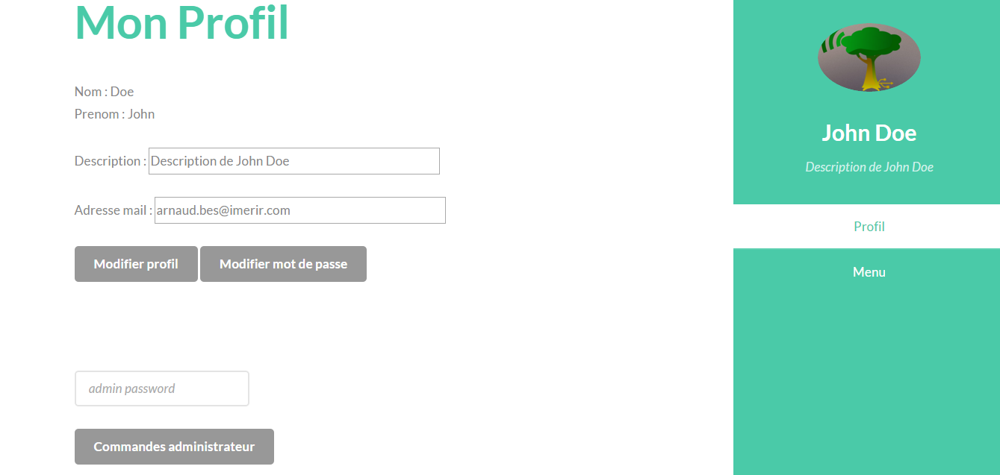 Mon Profil
Nom : Doe
Prenom : John
Description : Description de John Doe
Adresse mail : arnaud.bes@imerir.com
Modifier profil Modifier mot de passe
admin password
Commandes administrateur
John Doe
Description de John Doe
Profil
Menu